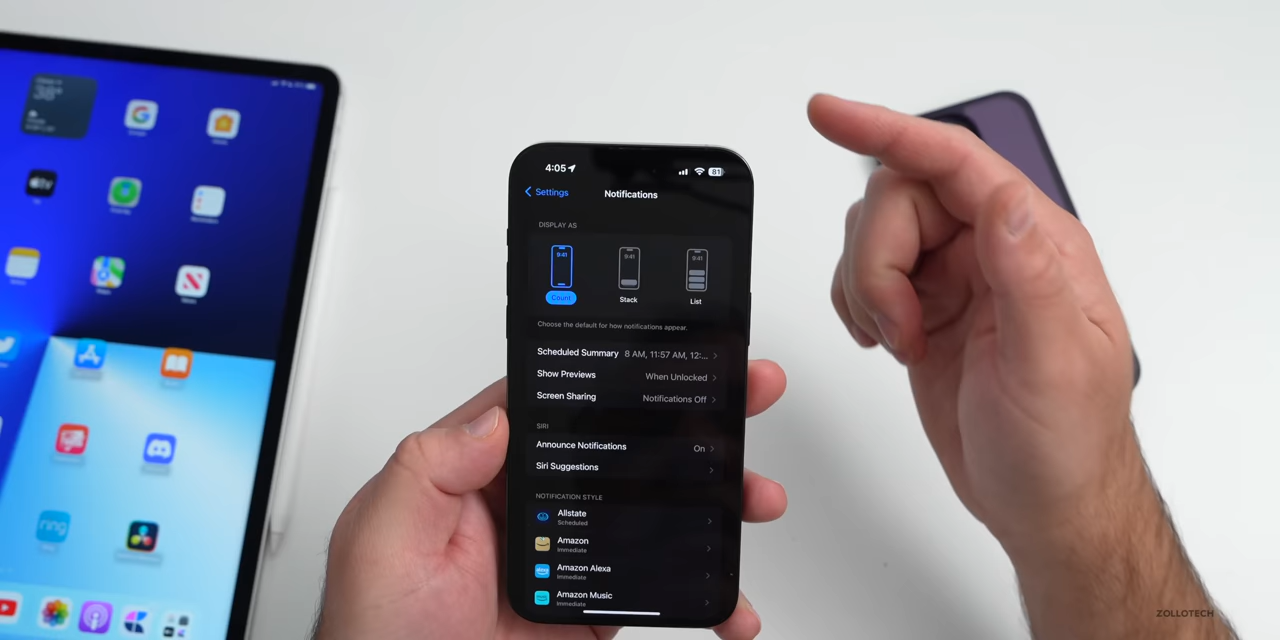 4:05
81
Settings
Notifications
DISPLAY AS
9:41
9:41
9:41
Count
Stack
List
Choose the default for how notifications appear.
Scheduled Summary 8 AM, 11:57 AM, 12:...
Show Previews When Unlocked
Screen Sharing Notifications Off
SIRI
Announce Notifications On
Siri Suggestions
NOTIFICATION STYLE
Allstate
Scheduled
Amazon
Immediate
Amazon Alexa
Immediate
Amazon Music
Immediate
ring
ZOLLOTECH